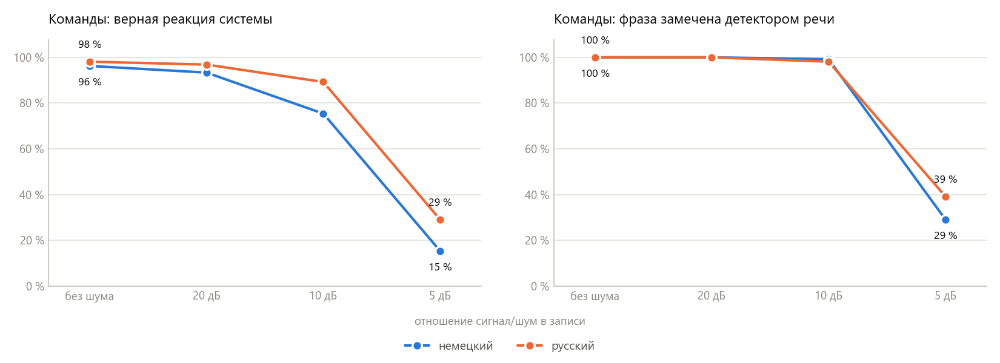 Команды: верная реакция системы
98 %
100 %
96 %
80 %
60 %
40 %
29 %
20 %
15 %
0 %
без шума
20 дБ
10 дБ
5 дБ
Команды: фраза замечена детектором речи
100 %
100 %
100 %
80 %
60 %
39 %
40 %
29 %
20 %
0 %
без шума
20 дБ
10 дБ
5 дБ
отношение сигнал/шум в записи
немецкий
русский